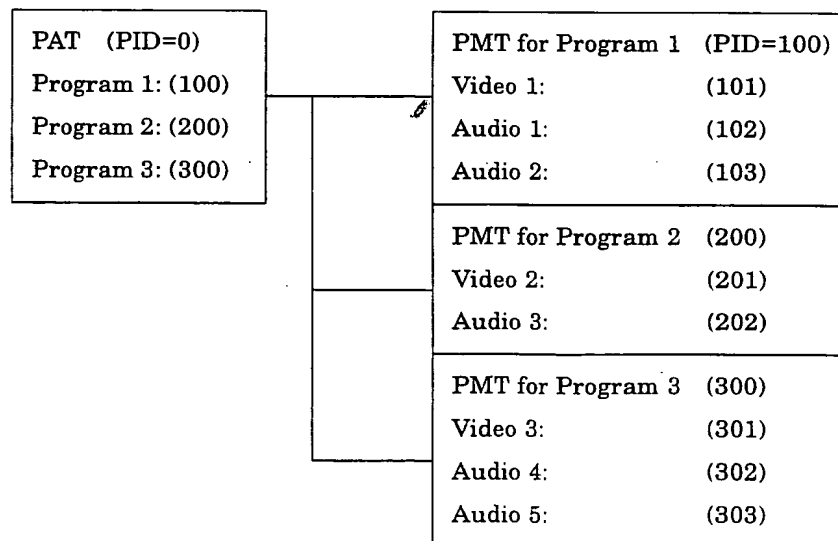 PAT (PID=0)
Program 1: (100)
Program 2: (200)
Program 3: (300)
PMT for Program 1 (PID=100)
Video 1: (101)
Audio 1: (102)
Audio 2: (103)
PMT for Program 2 (200)
Video 2: (201)
Audio 3: (202)
PMT for Program 3 (300)
Video 3: (301)
Audio 4: (302)
Audio 5: (303)